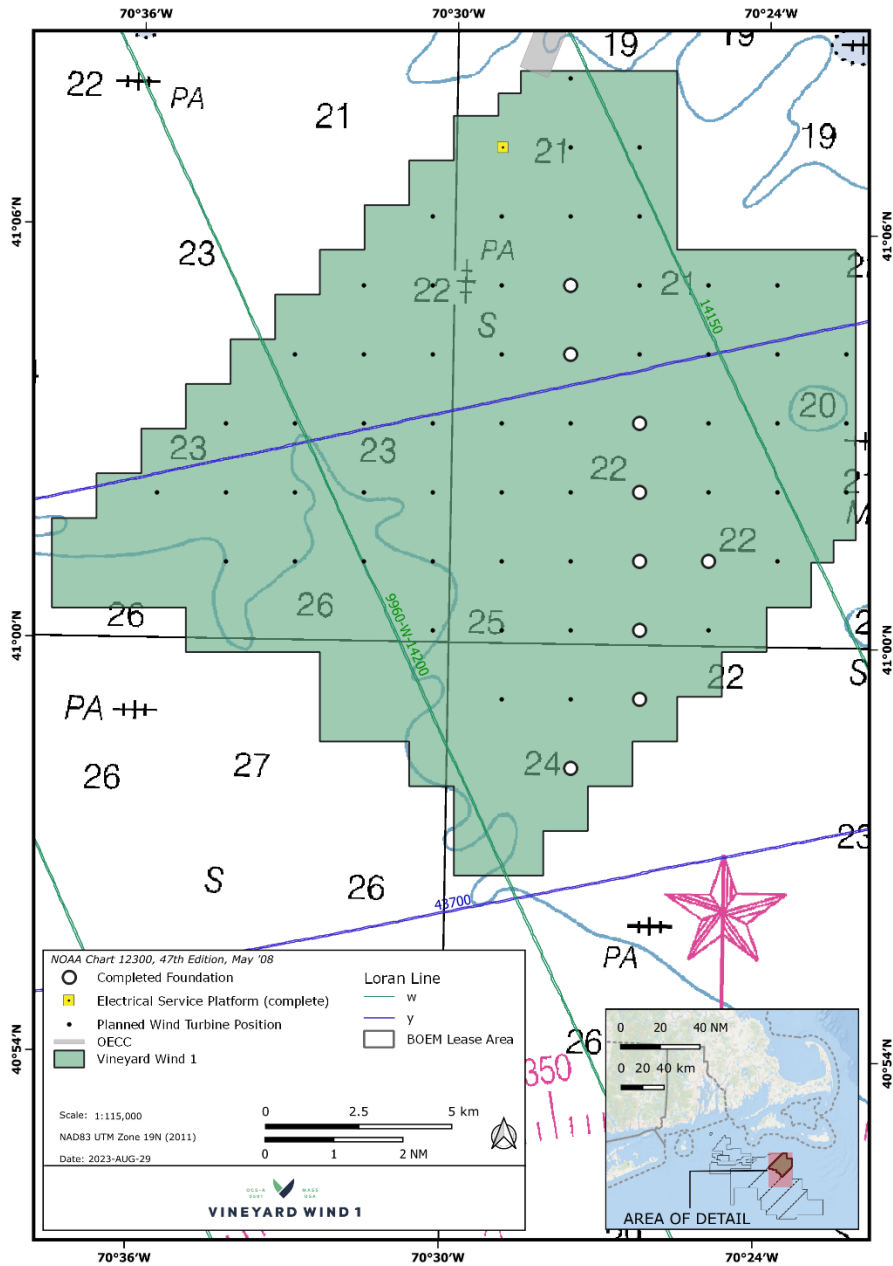 70°36'W 70°30'W 70°24'W
19 19
22 PA
21
19
21
41°06'N 41°06'N
23
PA
22 21
S
14150
20
23 23
22
M
22
9960-W-14200
26 26 25
41°00'N 41°00'N
22 S
PA
26 27 24
23
S 26
43700
PA
NOAA Chart 12300, 47th Edition, May '08
Completed Foundation
Electrical Service Platform (complete)
Planned Wind Turbine Position
OECC
Vineyard Wind 1
Loran Line
w
y
BOEM Lease Area
Scale: 1:115,000
NAD83 UTM Zone 19N (2011)
Date: 2023-AUG-29
0 2.5 5 km
0 1 2 NM
OCS-A 0501 MASS USA
VINEYARD WIND 1
26
350
40°54'N 40°54'N
0 20 40 NM
0 20 40 km
AREA OF DETAIL
70°36'W 70°30'W 70°24'W